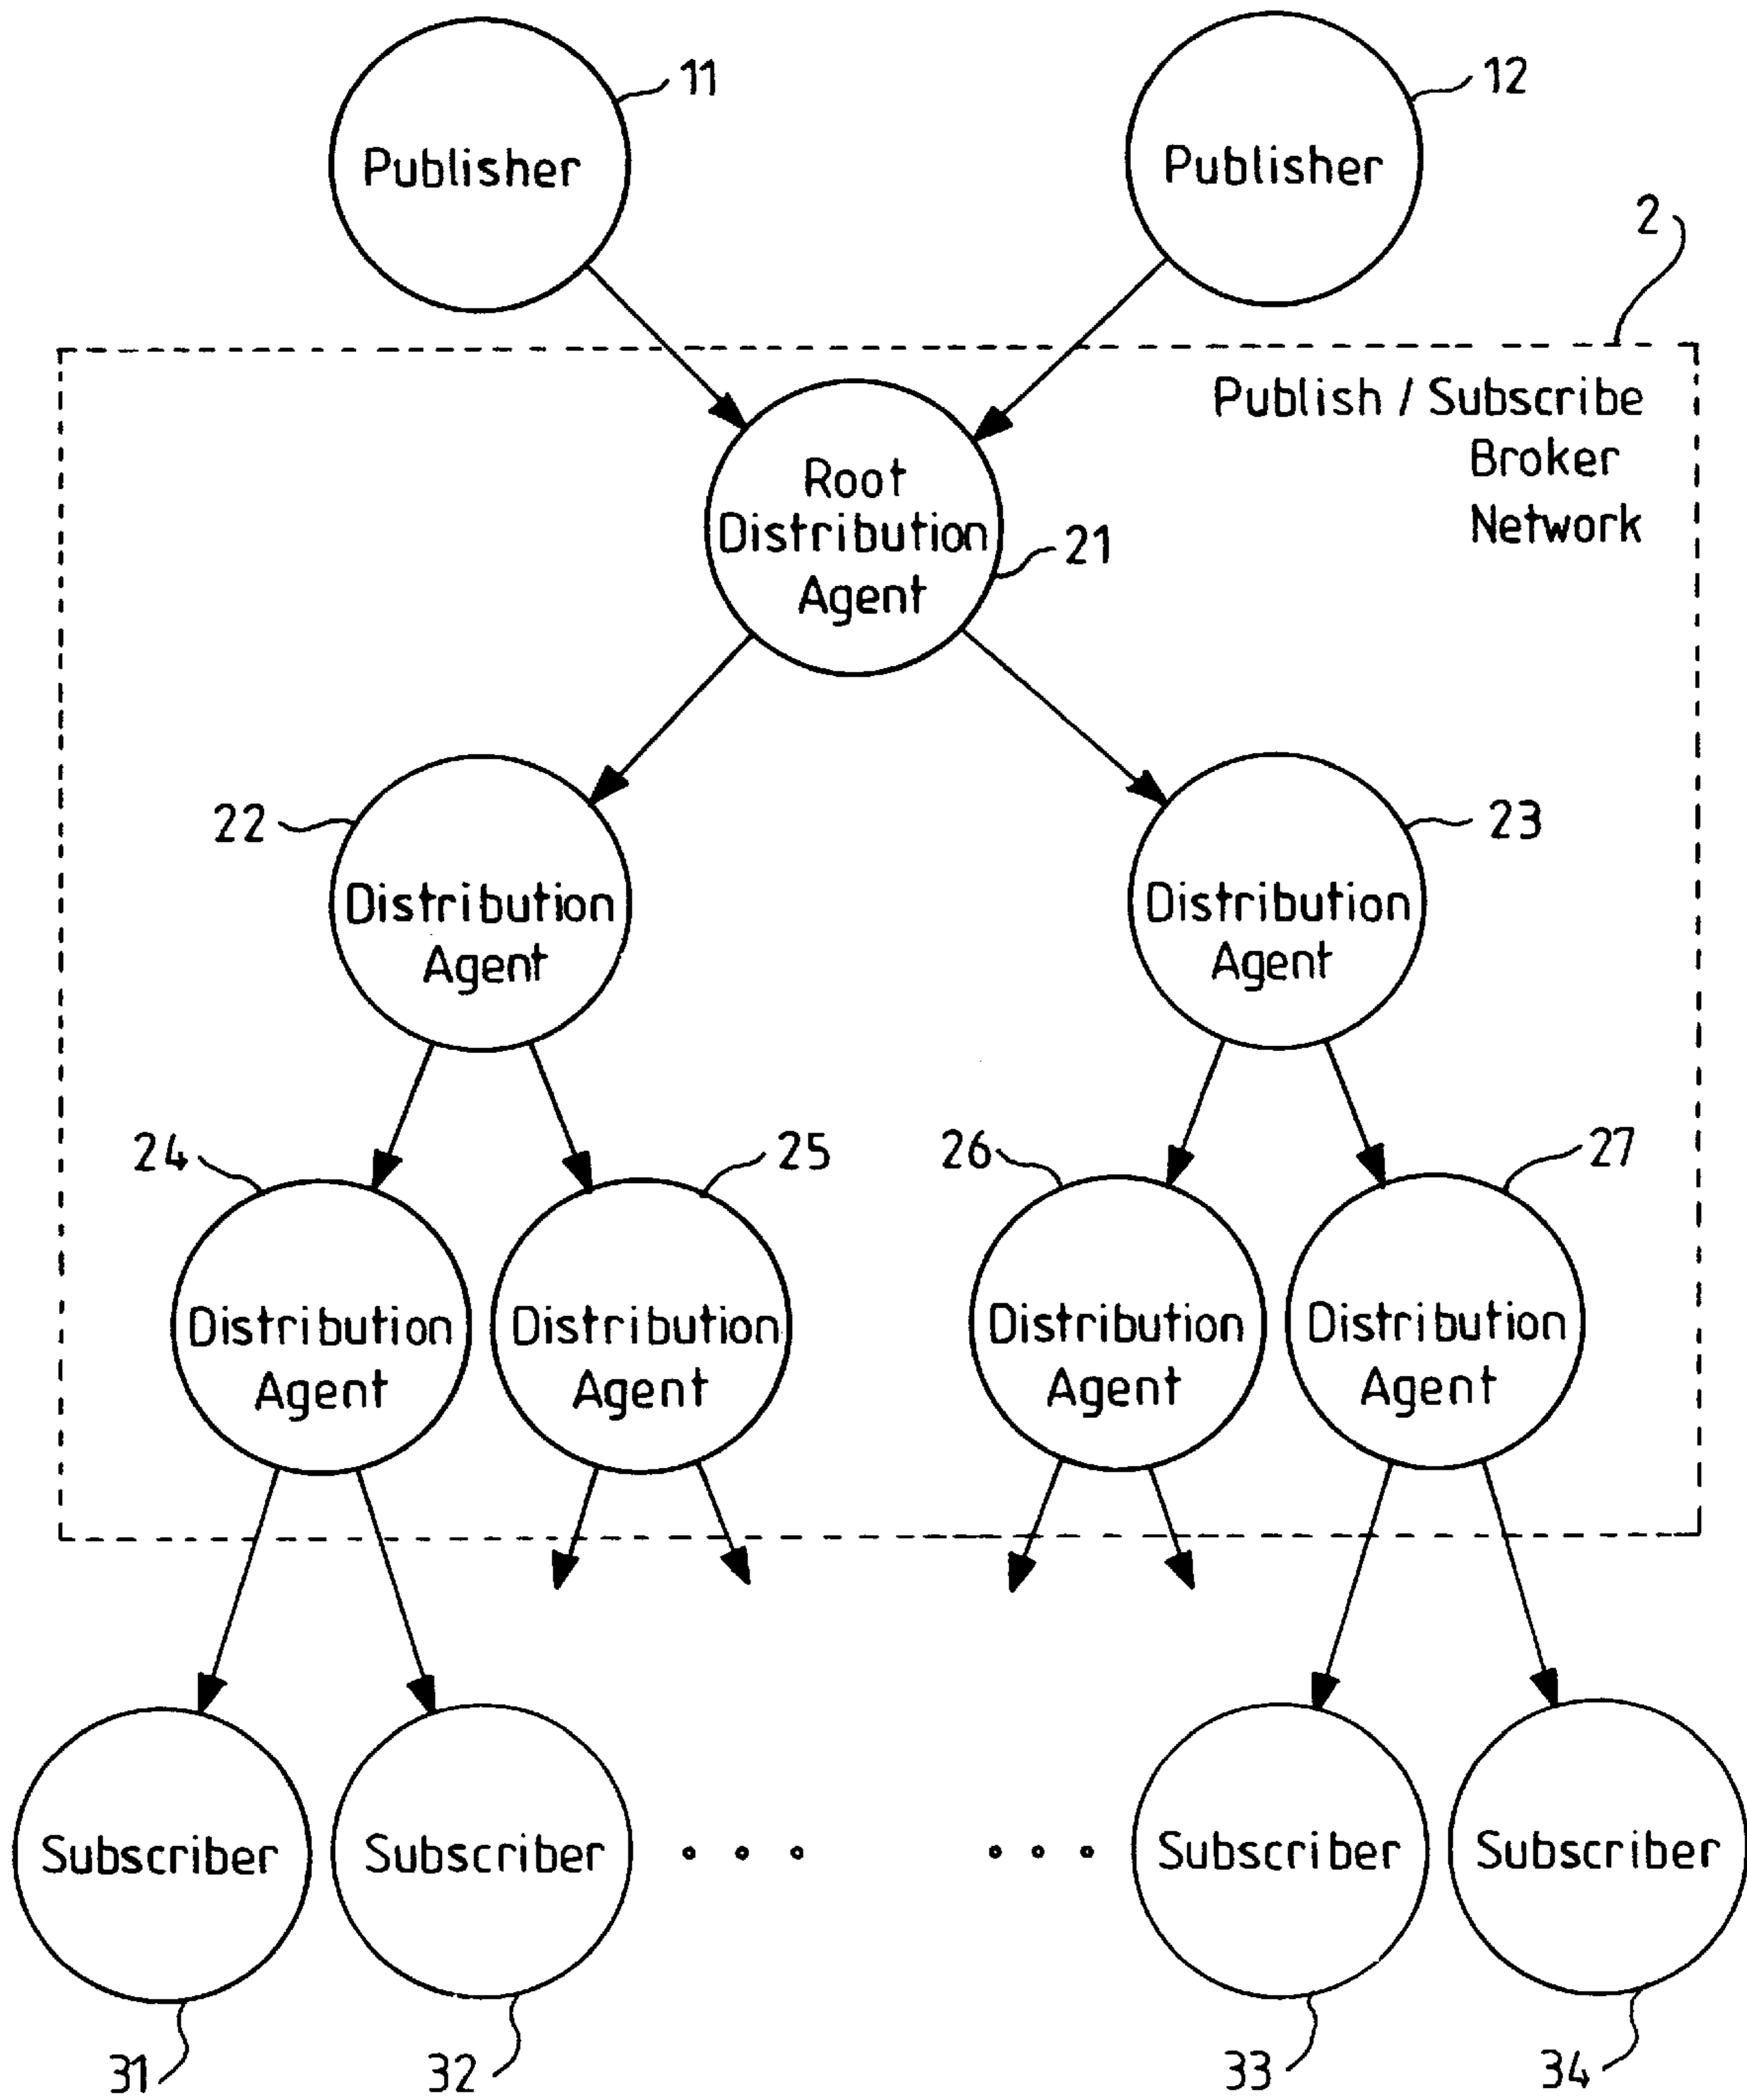 11
12
Publisher
Publisher
2
Publish / Subscribe
Broker
Network
Root
Distribution
Agent
21
22
23
Distribution
Agent
Distribution
Agent
24
25
26
27
Distribution
Agent
Distribution
Agent
Distribution
Agent
Distribution
Agent
Subscriber
Subscriber
Subscriber
Subscriber
31
32
33
34